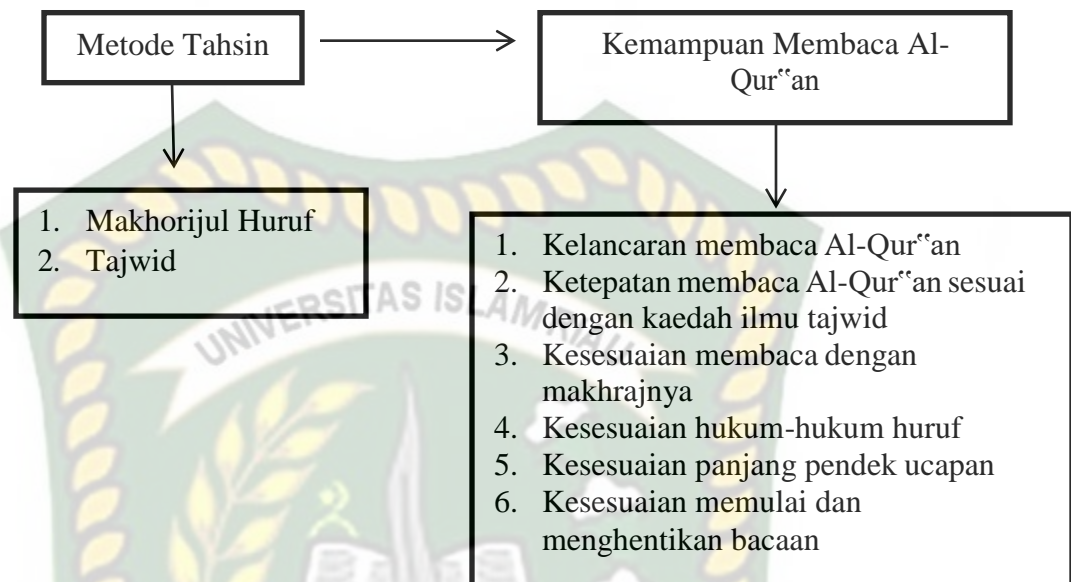 Metode Tahsin
Kemampuan Membaca Al-
Qur‟an
1. Makhorijul Huruf
2. Tajwid
1. Kelancaran membaca Al-Qur‟an
2. Ketepatan membaca Al-Qur‟an sesuai
dengan kaedah ilmu tajwid
3. Kesesuaian membaca dengan
makhrajnya
4. Kesesuaian hukum-hukum huruf
5. Kesesuaian panjang pendek ucapan
6. Kesesuaian memulai dan
menghentikan bacaan
UNIVERSITAS ISLAM RIAU